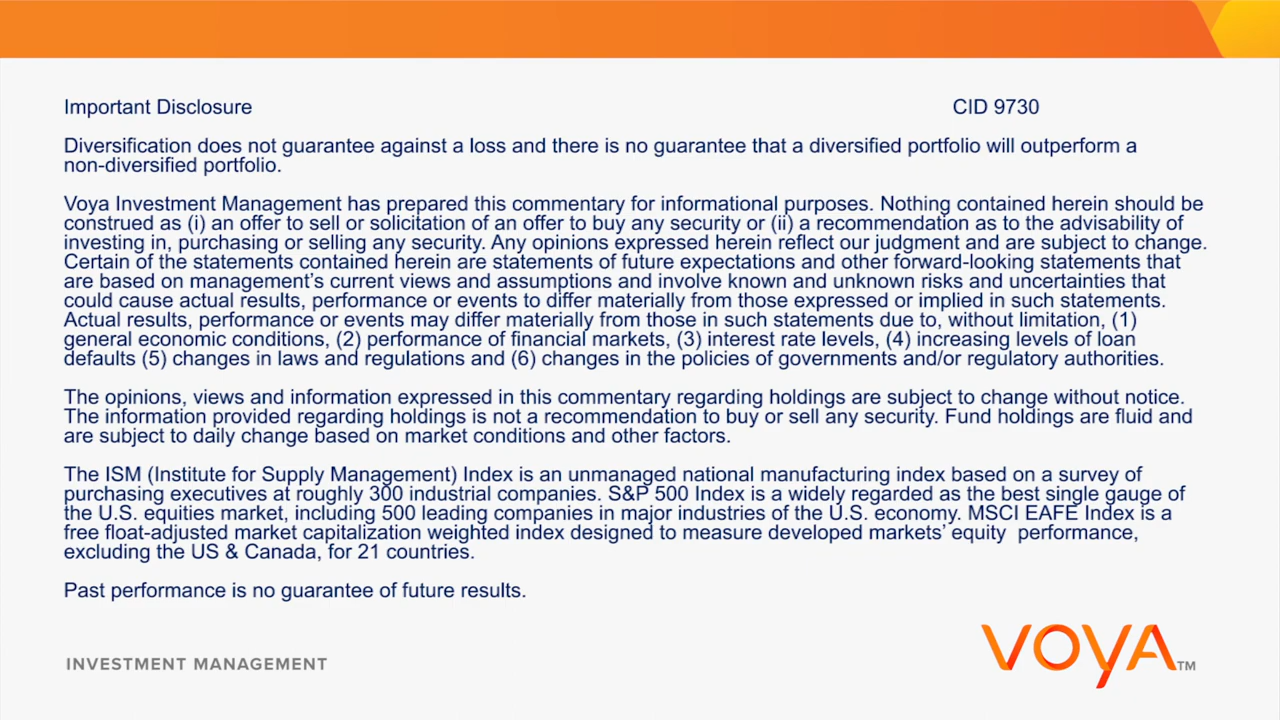 Important Disclosure CID 9730
Diversification does not guarantee against a loss and there is no guarantee that a diversified portfolio will outperform a
non-diversified portfolio.
Voya Investment Management has prepared this commentary for informational purposes. Nothing contained herein should be
construed as (i) an offer to sell or solicitation of an offer to buy any security or (ii) a recommendation as to the advisability of
investing in, purchasing or selling any security. Any opinions expressed herein reflect our judgment and are subject to change.
Certain of the statements contained herein are statements of future expectations and other forward-looking statements that
are based on management’s current views and assumptions and involve known and unknown risks and uncertainties that
could cause actual results, performance or events to differ materially from those expressed or implied in such statements.
Actual results, performance or events may differ materially from those in such statements due to, without limitation, (1)
general economic conditions, (2) performance of financial markets, (3) interest rate levels, (4) increasing levels of loan
defaults (5) changes in laws and regulations and (6) changes in the policies of governments and/or regulatory authorities.
The opinions, views and information expressed in this commentary regarding holdings are subject to change without notice.
The information provided regarding holdings is not a recommendation to buy or sell any security. Fund holdings are fluid and
are subject to daily change based on market conditions and other factors.
The ISM (Institute for Supply Management) Index is an unmanaged national manufacturing index based on a survey of
purchasing executives at roughly 300 industrial companies. S&P 500 Index is a widely regarded as the best single gauge of
the U.S. equities market, including 500 leading companies in major industries of the U.S. economy. MSCI EAFE Index is a
free float-adjusted market capitalization weighted index designed to measure developed markets’ equity  performance,
excluding the US & Canada, for 21 countries.
Past performance is no guarantee of future results.
INVESTMENT MANAGEMENT
VOYA™